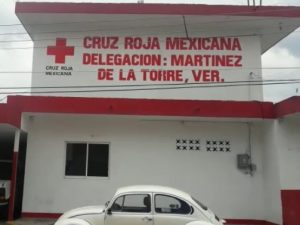 CRUZ ROJA MEXICANA
DELEGACION: MARTINEZ
DE LA TORRE, VER.
CRUZ ROJA
MEXICANA